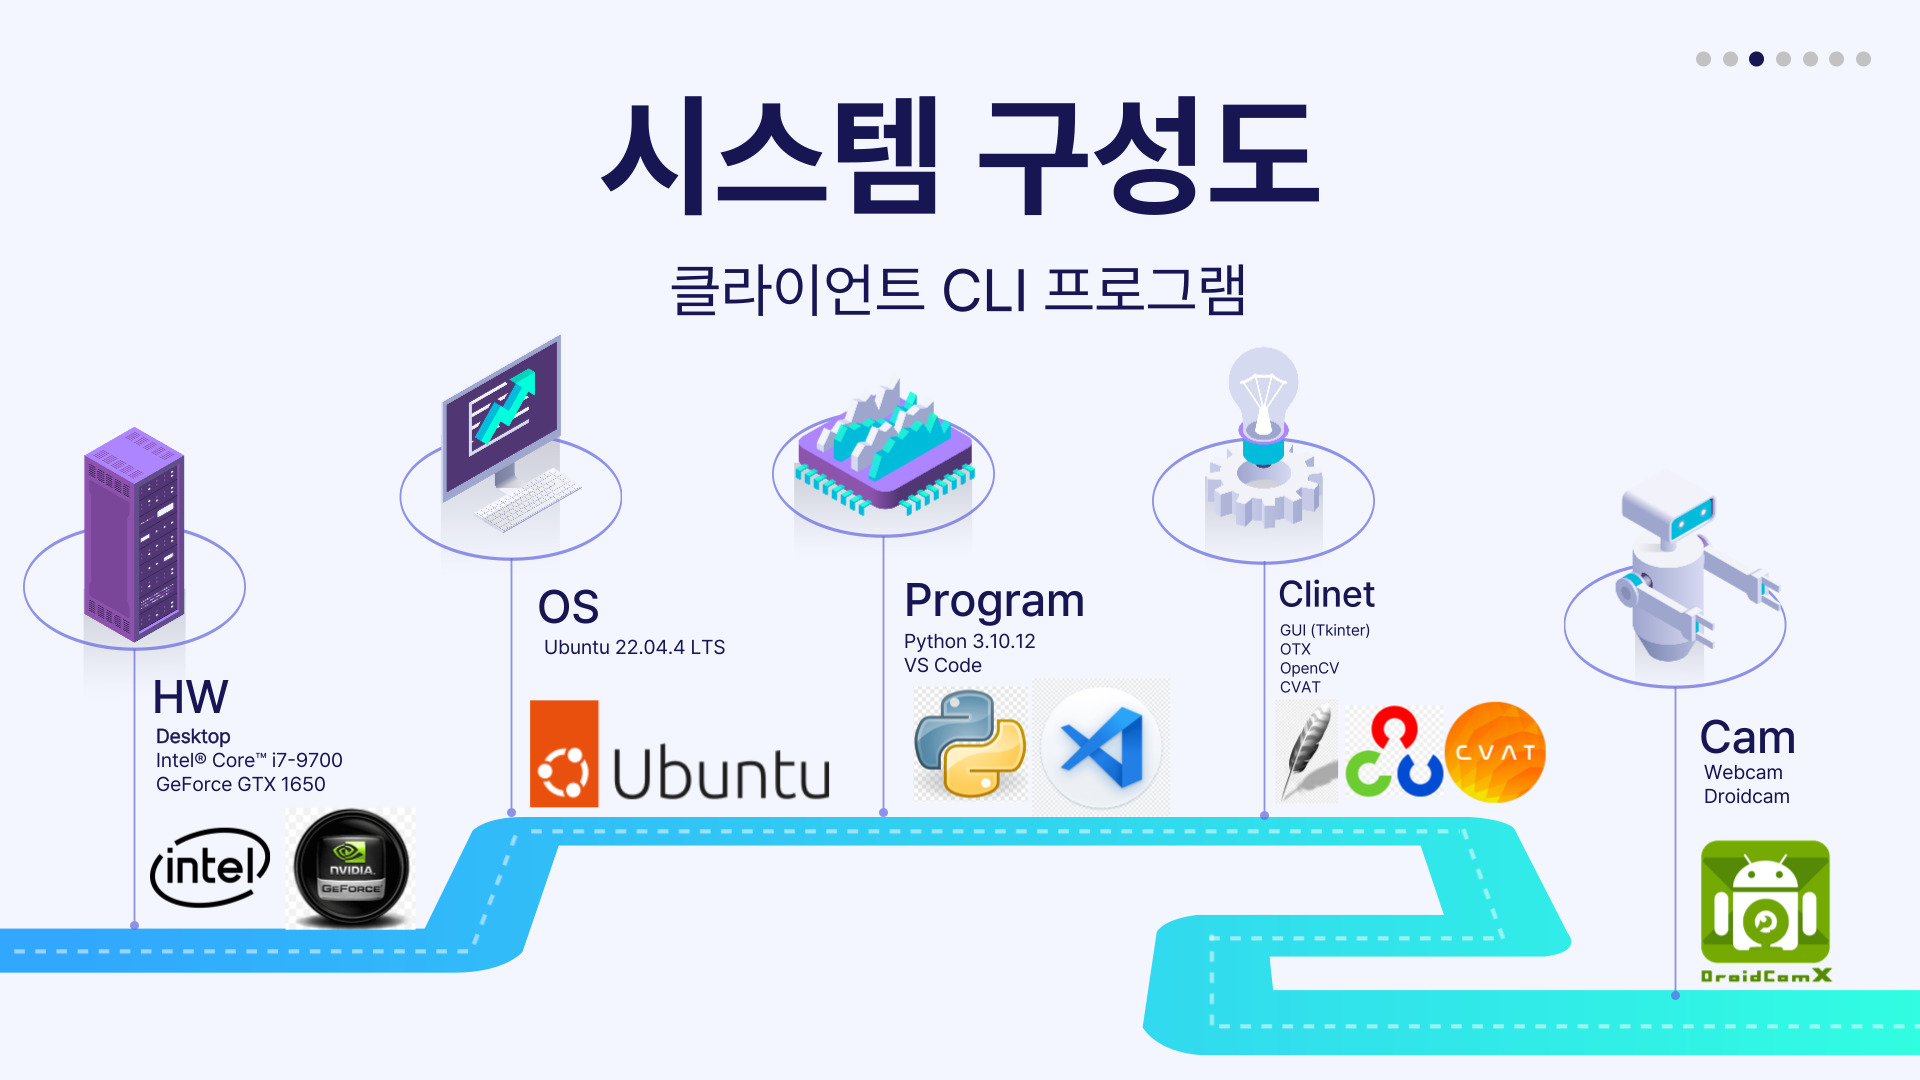 시스템 구성도
클라이언트 CLI 프로그램
HW
Desktop
Intel® Core™ i7-9700
GeForce GTX 1650
intel
NVIDIA.
GEFORCE
OS
Ubuntu 22.04.4 LTS
Ubuntu
Program
Python 3.10.12
VS Code
Clinet
GUI (Tkinter)
OTX
OpenCV
CVAT
CVAT
Cam
Webcam
Droidcam
DroidCamX